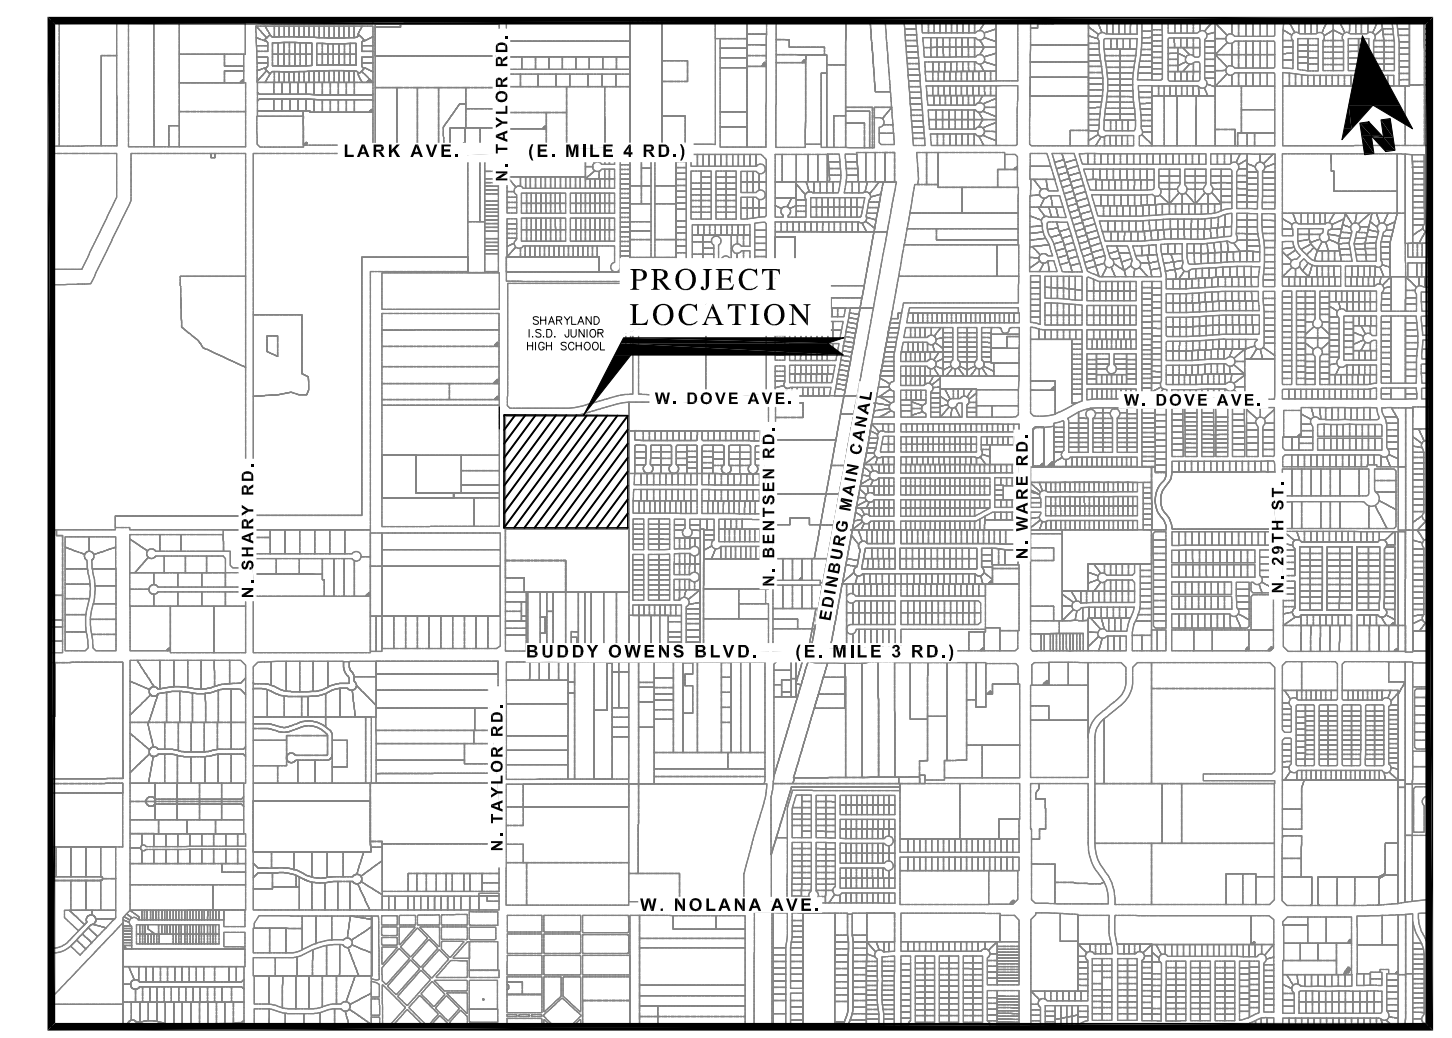 N. TAYLOR RD.
N
LARK AVE. (E. MILE 4 RD.)
PROJECT
LOCATION
SHARYLAND
I.S.D. JUNIOR
HIGH SCHOOL
W. DOVE AVE.
W. DOVE AVE.
N. SHARY RD.
N. BENTSEN RD.
EDINBURG MAIN CANAL
N. WARE RD.
N. 29TH ST.
BUDDY OWENS BLVD. (E. MILE 3 RD.)
N. TAYLOR RD.
W. NOLANA AVE.